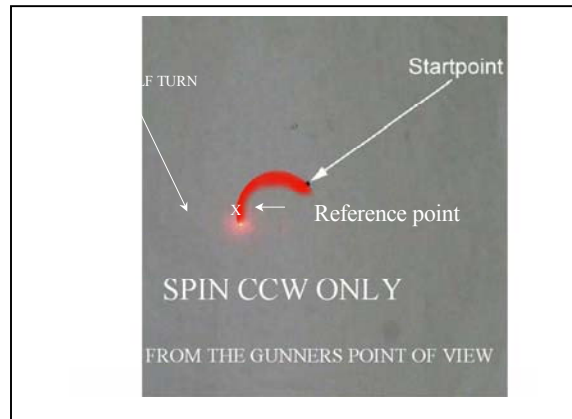 Startpoint
TURN
X
Reference point
SPIN CCW ONLY
FROM THE GUNNERS POINT OF VIEW